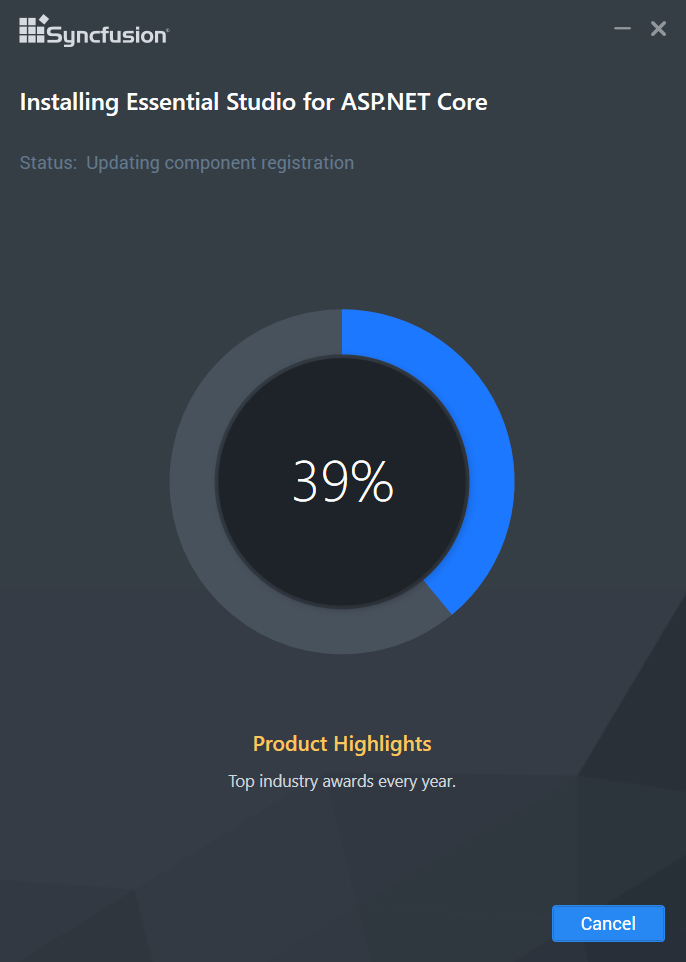 Syncfusion®
Installing Essential Studio for ASP.NET Core
Status: Updating component registration
39%
Product Highlights
Top industry awards every year.
Cancel